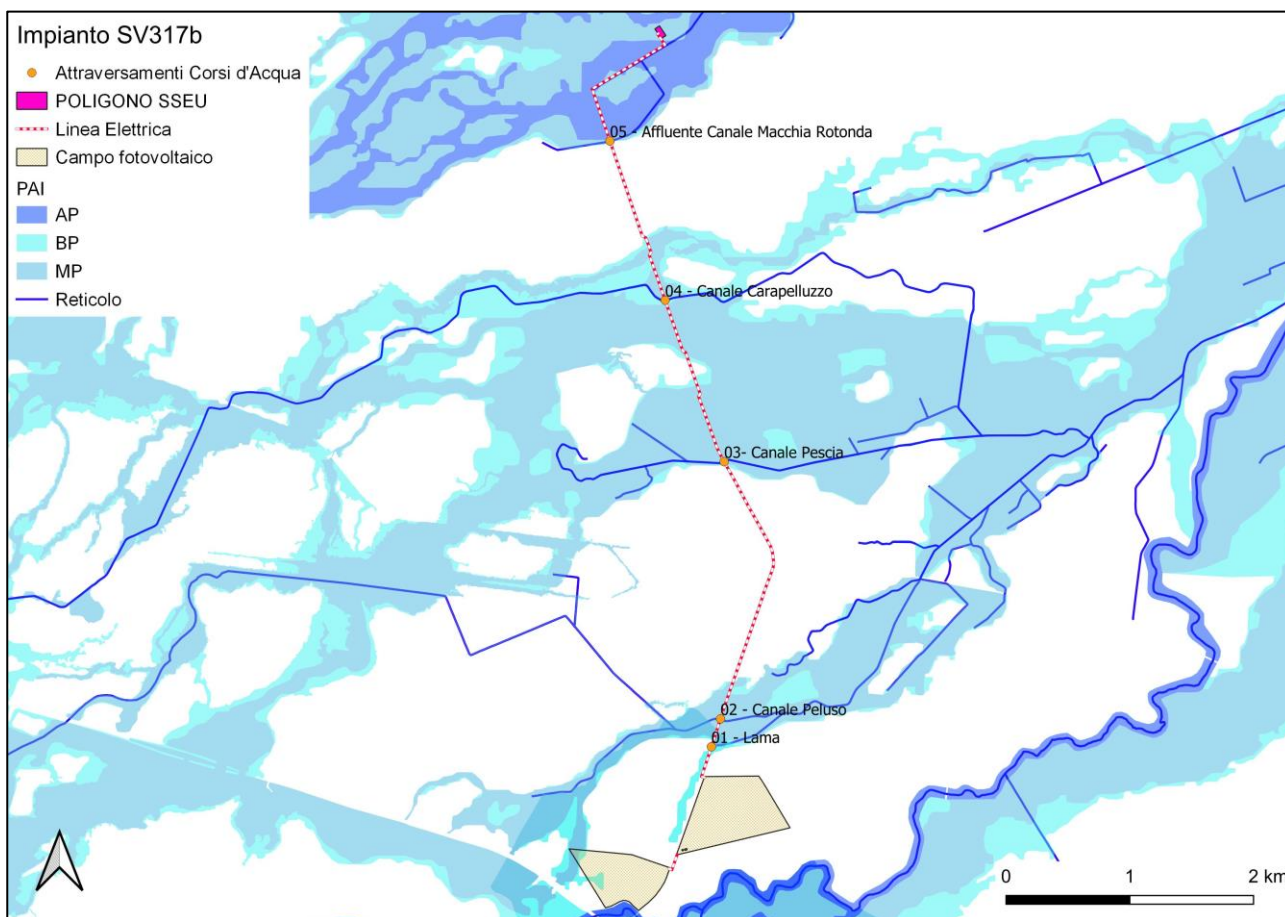 Impianto SV317b
Attraversamenti Corsi d'Acqua
POLIGONO SSEU
Linea Elettrica
Campo fotovoltaico
PAI
AP
BP
MP
Reticolo
05 - Affluente Canale Macchia Rotonda
04 - Canale Carapelluzzo
03- Canale Pescia
02 - Canale Peluso
01 - Lama
0 1 2 km